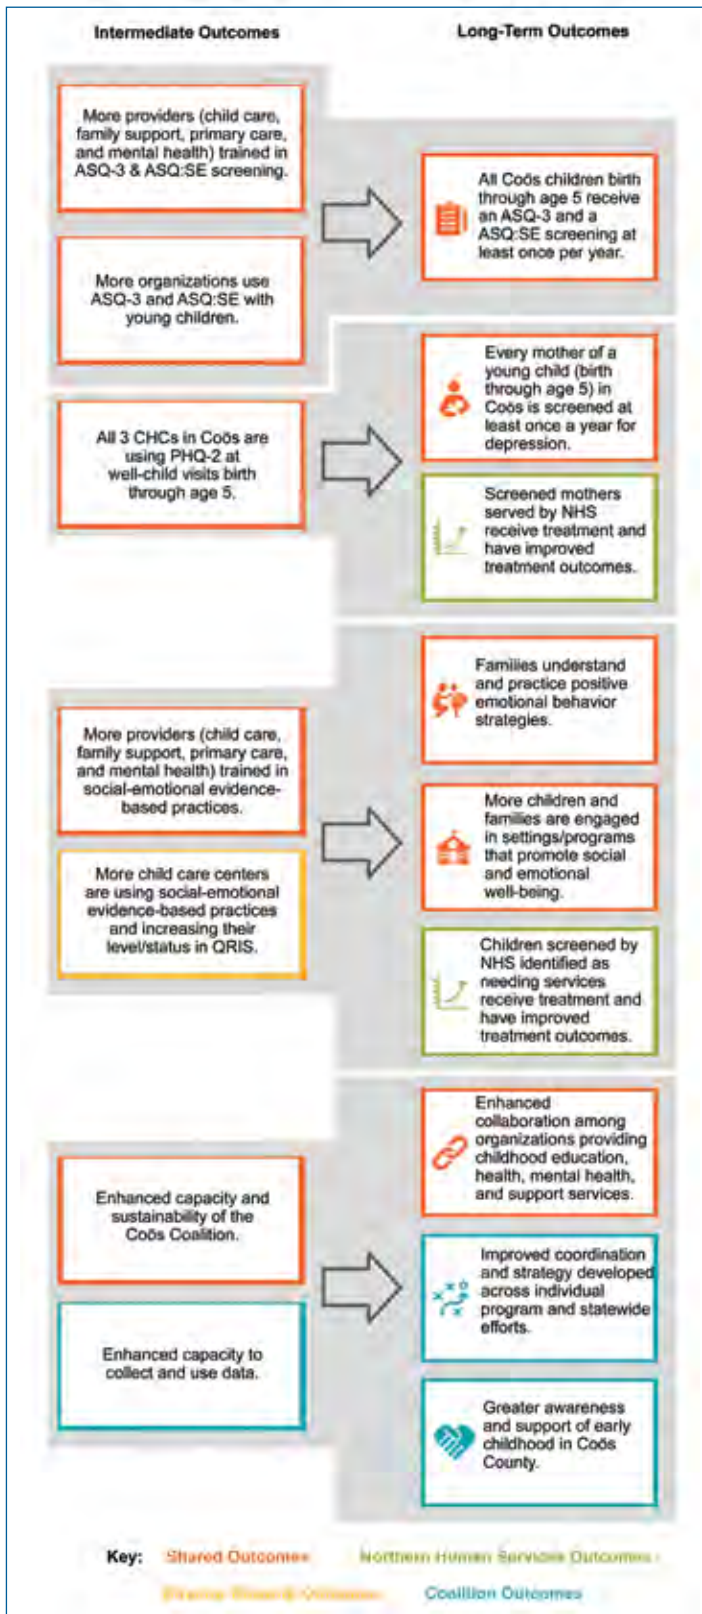 Intermediate Outcomes
Long-Term Outcomes
More providers (child care,
family support, primary care,
and mental health) trained in
ASQ-3 & ASQ:SE screening.
More organizations use
ASQ-3 and ASQ:SE with
young children.
All Coös children birth
through age 5 receive
an ASQ-3 and a
ASQ:SE screening at
least once per year.
All 3 CHCs in Coös are
using PHQ-2 at
well-child visits birth
through age 5.
Every mother of a
young child (birth
through age 5) in
Coös is screened at
least once a year for
depression.
Screened mothers
served by NHS
receive treatment and
have improved
treatment outcomes.
More providers (child care,
family support, primary care,
and mental health) trained in
social-emotional evidence-
based practices.
More child care centers
are using social-emotional
evidence-based practices
and increasing their
level/status in QRIS.
Families understand
and practice positive
emotional behavior
strategies.
More children and
families are engaged
in settings/programs
that promote social
and emotional
well-being.
Children screened by
NHS identified as
needing services
receive treatment and
have improved
treatment outcomes.
Enhanced capacity and
sustainability of the
Coös Coalition.
Enhanced capacity to
collect and use data.
Enhanced
collaboration among
organizations providing
childhood education,
health, mental health,
and support services.
Improved coordination
and strategy developed
across individual
program and statewide
efforts.
Greater awareness
and support of early
childhood in Coös
County.
Key: Shared Outcomes Northern Human Services Outcomes
Outcomes Coalition Outcomes